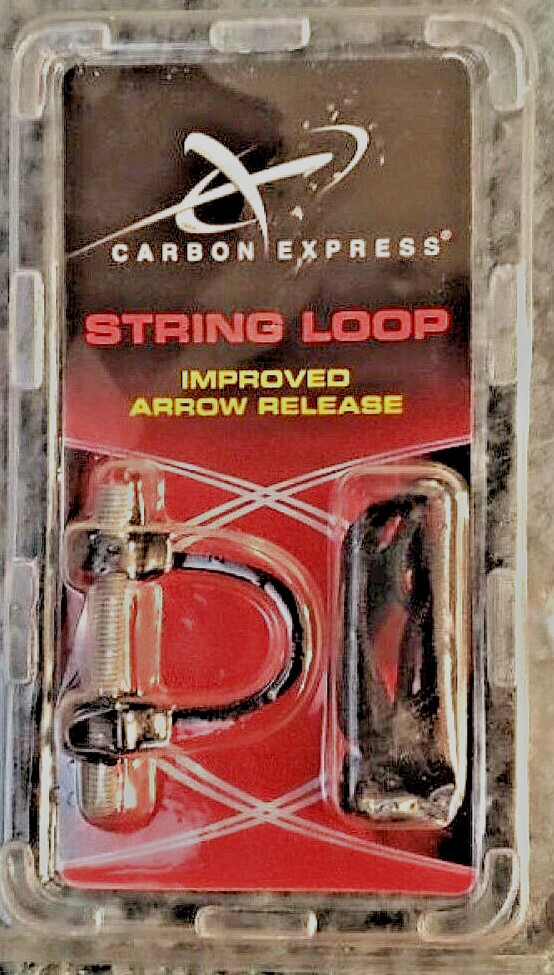 CARBON EXPRESS®
STRING LOOP
IMPROVED
ARROW RELEASE